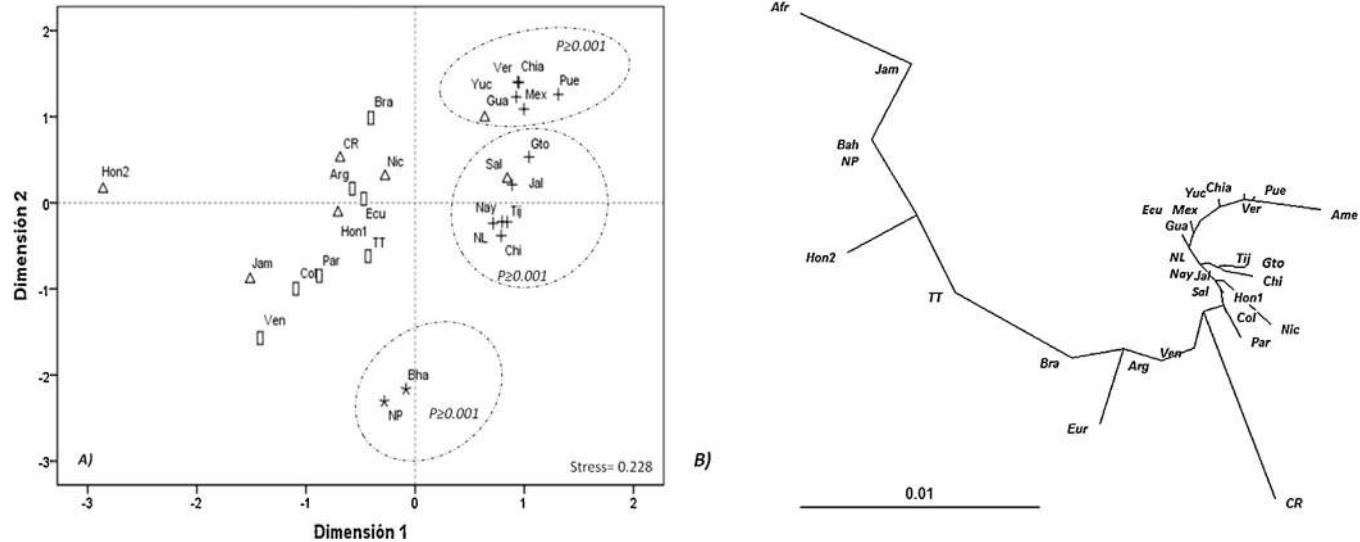 P≥0.001
Ver Chia
Yuc
Pue
Gua
Mex
Bra
Gto
CR
Nic
Sal
Hon2
Arg
Jal
Ecu
Nay
Tij
Hon1
NL
TT
Chi
P≥0.001
Jam
Col
Par
Ven
Bha
NP
P≥0.001
A)
Stress= 0.228
2
1
0
-1
-2
-3
Dimensión 2
-3
-2
-1
0
1
2
Dimensión 1
Afr
Jam
Bah
NP
Hon2
TT
Bra
Arg
Ven
Eur
Yuc
Chia
Pue
Ecu
Mex
Ver
Ame
Gua
NL
Tij
Gto
Nay
Jal
Chi
Sal
Hon1
Col
Nic
Par
CR
B)
0.01